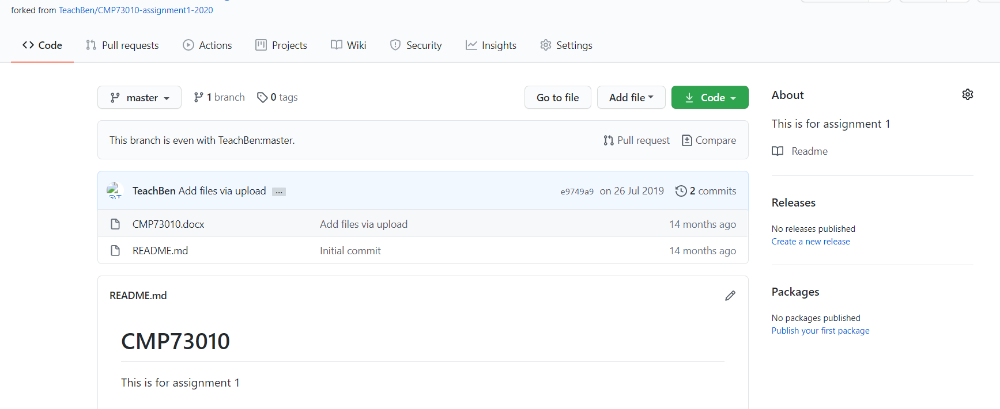 forked from TeachBen/CMP73010-assignment1-2020
Code Pull requests Actions Projects Wiki Security Insights Settings
master 1 branch 0 tags Go to file Add file Code
This branch is even with TeachBen:master. Pull request Compare
TeachBen Add files via upload ... e9749a9 on 26 Jul 2019 2 commits
CMP73010.docx Add files via upload 14 months ago
README.md Initial commit 14 months ago
README.md
CMP73010
This is for assignment 1
About
This is for assignment 1
Readme
Releases
No releases published
Create a new release
Packages
No packages published
Publish your first package